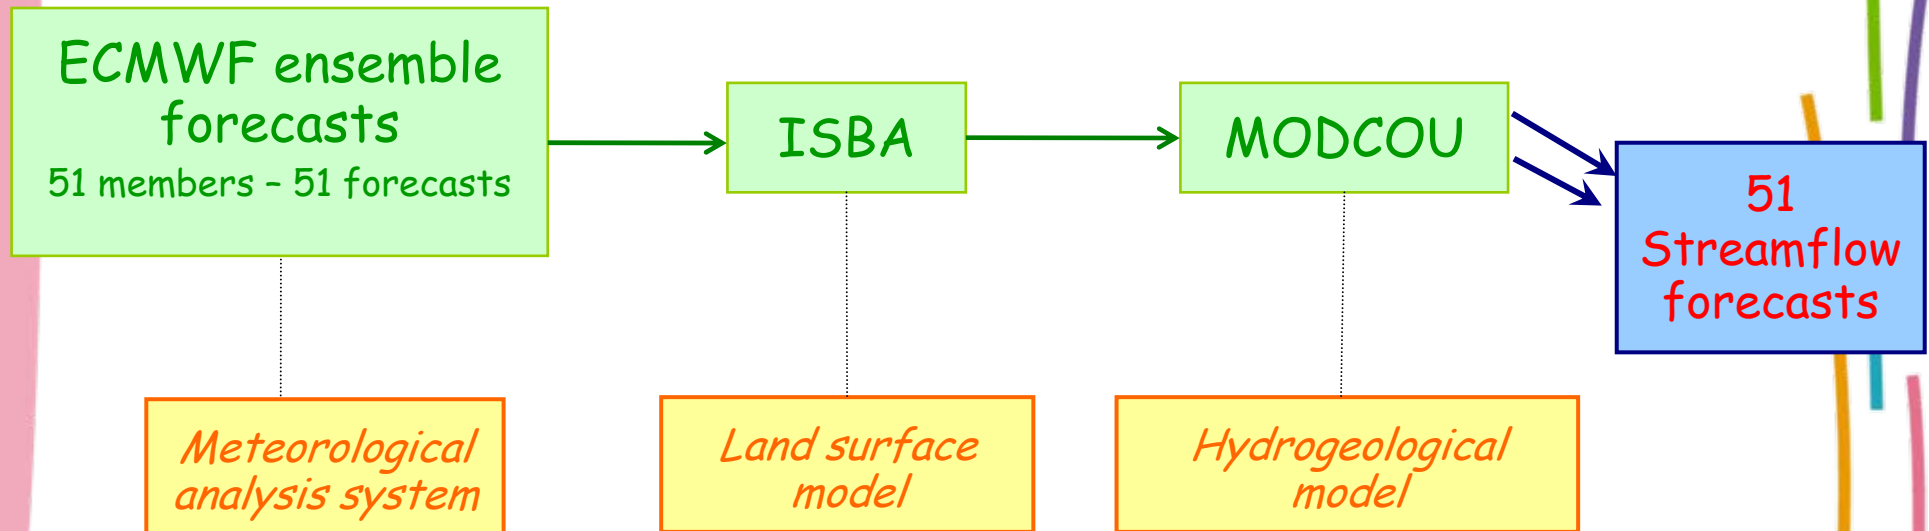 ECMWF ensemble
forecasts
51 members – 51 forecasts
ISBA
MODCOU
51
Streamflow
forecasts
Meteorological
analysis system
Land surface
model
Hydrogeological
model